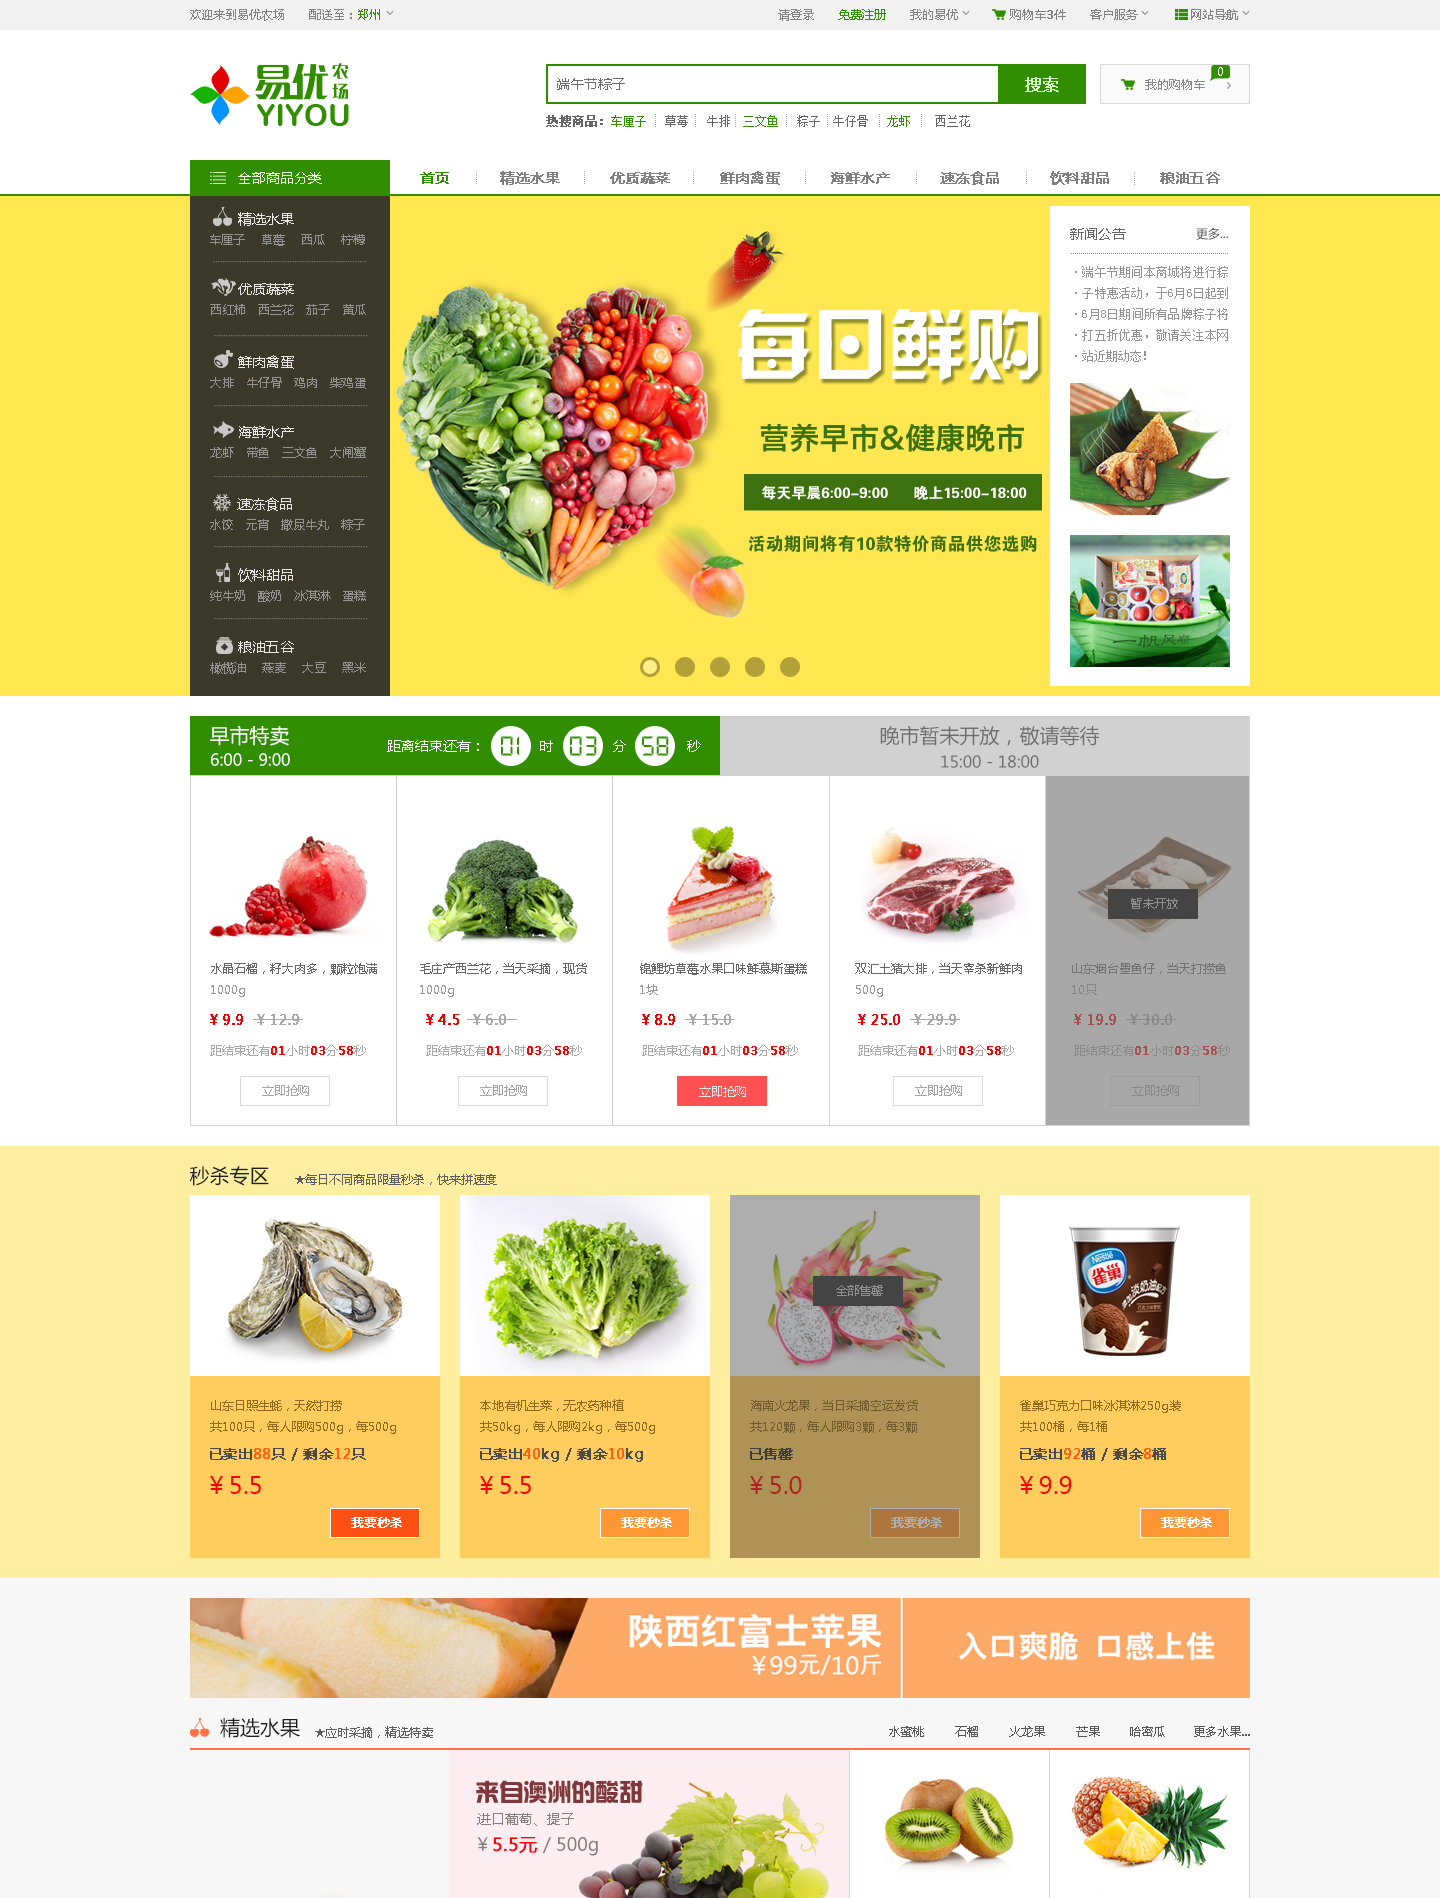 欢迎来到易优农场 配送至：郑州 请登录 免费注册 我的易优 购物车3件 客户服务 网站导航
易优农场
YIYOU
端午节粽子 搜索 我的购物车 0 >
热搜商品： 车厘子 草莓 牛排 三文鱼 粽子 牛仔骨 龙虾 西兰花
全部商品分类 首页 精选水果 优质蔬菜 鲜肉禽蛋 海鲜水产 速冻食品 饮料甜品 粮油五谷
精选水果
车厘子 草莓 西瓜 柠檬
优质蔬菜
西红柿 西兰花 茄子 黄瓜
鲜肉禽蛋
大排 牛仔骨 鸡肉 柴鸡蛋
海鲜水产
龙虾 带鱼 三文鱼 大闸蟹
速冻食品
水饺 元宵 撒尿牛丸 粽子
饮料甜品
纯牛奶 酸奶 冰淇淋 蛋糕
粮油五谷
橄榄油 燕麦 大豆 黑米
每日鲜购
营养早市&健康晚市
每天早晨6:00-9:00 晚上15:00-18:00
活动期间将有10款特价商品供您选购
新闻公告 更多...
·端午节期间本商城将进行粽
·子特惠活动，于6月6日起到
·6月8日期间所有品牌粽子将
·打五折优惠，敬请关注本网
·站近期动态！
一帆风顺
早市特卖
6:00 - 9:00
距离结束还有： 01 时 03 分 58 秒
晚市暂未开放，敬请等待
15:00 - 18:00
水晶石榴，籽大肉多，颗粒饱满
1000g
¥ 9.9 ¥ 12.9
距结束还有01小时03分58秒
立即抢购
毛庄产西兰花，当天采摘，现货
1000g
¥ 4.5 ¥ 6.0
距结束还有01小时03分58秒
立即抢购
锦鲤坊草莓水果口味鲜慕斯蛋糕
1块
¥ 8.9 ¥ 15.0
距结束还有01小时03分58秒
立即抢购
双汇土猪大排，当天宰杀新鲜肉
500g
¥ 25.0 ¥ 29.9
距结束还有01小时03分58秒
立即抢购
暂未开放
山东烟台墨鱼仔，当天打捞鱼
10只
¥ 19.9 ¥ 30.0
距结束还有01小时03分58秒
立即抢购
秒杀专区 ★每日不同商品限量秒杀，快来拼速度
山东日照生蚝，天然打捞
共100只，每人限购500g，每500g
已卖出88只 / 剩余12只
¥ 5.5
我要秒杀
本地有机生菜，无农药种植
共50kg，每人限购2kg，每500g
已卖出40kg / 剩余10kg
¥ 5.5
我要秒杀
全部售罄
海南火龙果，当日采摘空运发货
共120颗，每人限购3颗，每3颗
已售罄
¥ 5.0
我要秒杀
Nestle
雀巢
雀巢巧克力口味冰淇淋250g装
共100桶，每1桶
已卖出92桶 / 剩余8桶
¥ 9.9
我要秒杀
陕西红富士苹果
¥99元/10斤
入口爽脆 口感上佳
精选水果 ★应时采摘，精选特卖 水蜜桃 石榴 火龙果 芒果 哈密瓜 更多水果...
来自澳洲的酸甜
进口葡萄、提子
¥ 5.5元 / 500g